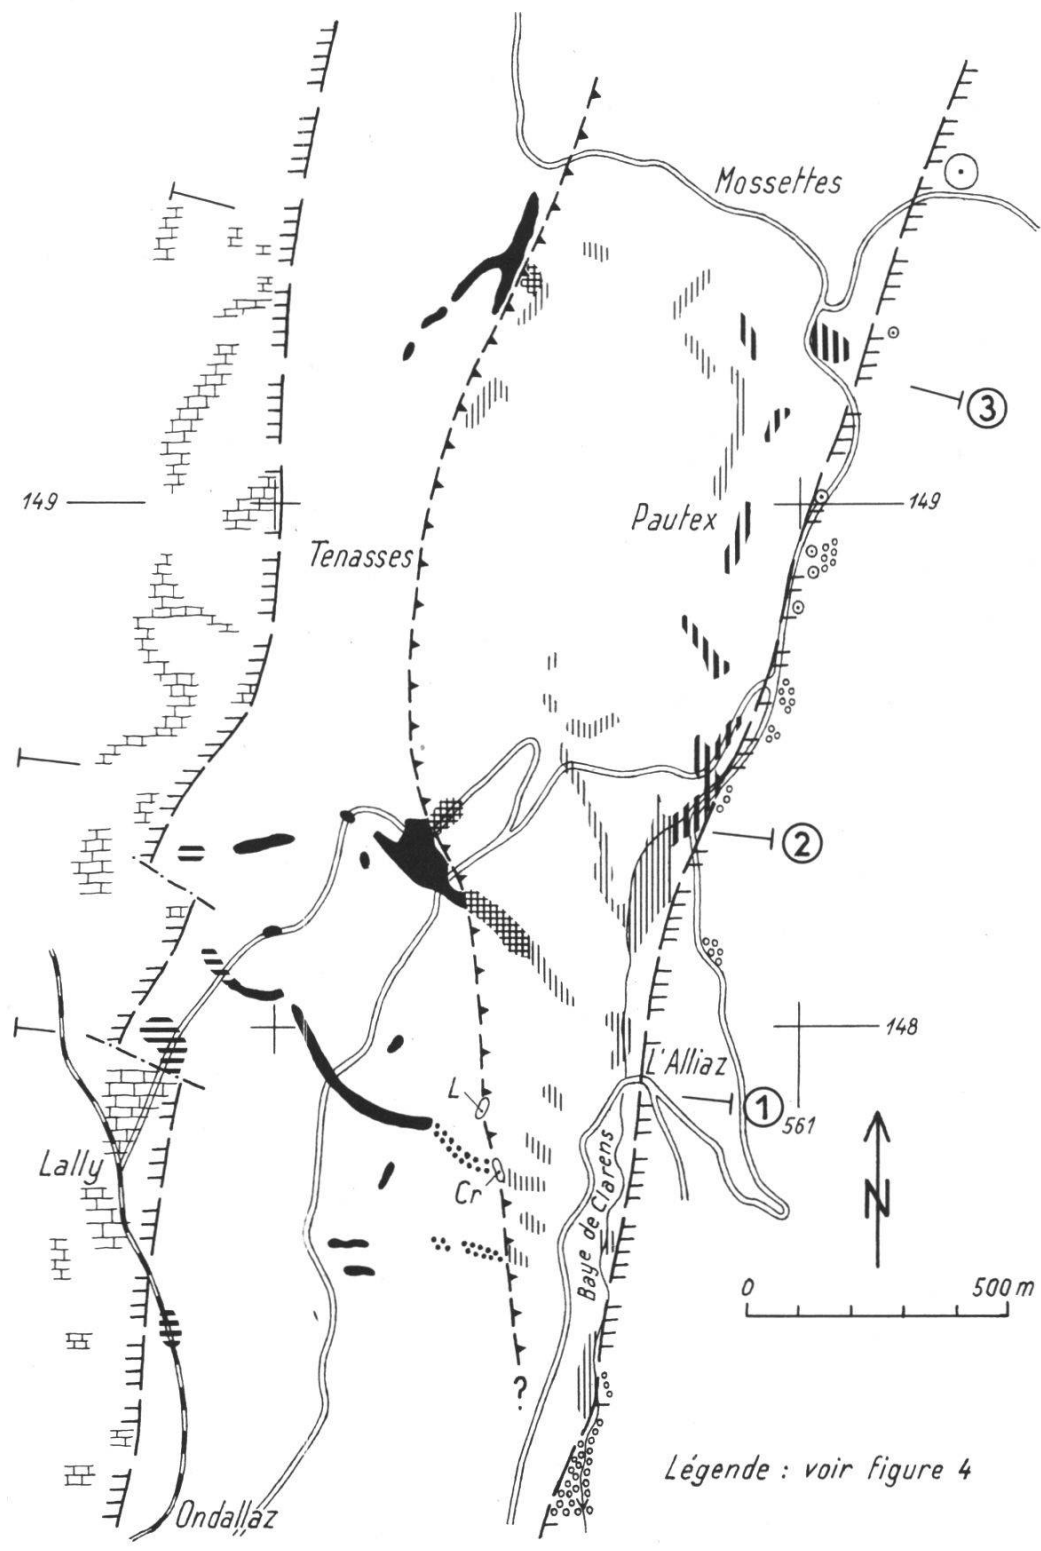 Mossettes
3
149
149
Pautex
Tenasses
2
148
L'Alliaz
L
1
561
Lally
Cr
N
Baye de Clarens
0
500 m
?
Légende : voir figure 4
Ondallaz